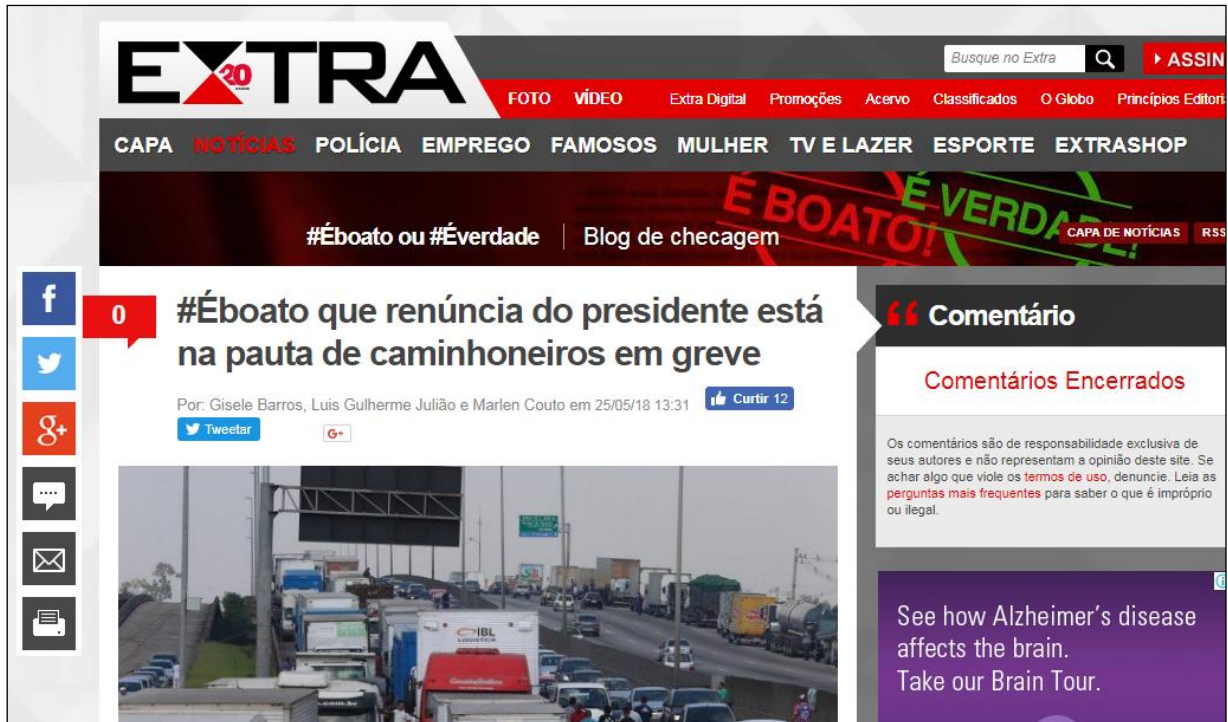 EXTRA
20
Busque no Extra
ASSIN
FOTO VÍDEO Extra Digital Promoções Acervo Classificados O Globo Princípios Editori
CAPA NOTÍCIAS POLÍCIA EMPREGO FAMOSOS MULHER TV E LAZER ESPORTE EXTRASHOP
É BOATO!
É VERDADE!
#Éboato ou #Éverdade | Blog de checagem
CAPA DE NOTÍCIAS RSS
f
0
#Éboato que renúncia do presidente está
na pauta de caminhoneiros em greve
Por: Gisele Barros, Luis Gulherme Julião e Marlen Couto em 25/05/18 13:31
Curtir 12
Tweetar
G+
g+
IBL
LOGISTICA
Comentário
Comentários Encerrados
Os comentários são de responsabilidade exclusiva de
seus autores e não representam a opinião deste site. Se
achar algo que viole os termos de uso, denuncie. Leia as
perguntas mais frequentes para saber o que é impróprio
ou ilegal.
See how Alzheimer's disease
affects the brain.
Take our Brain Tour.